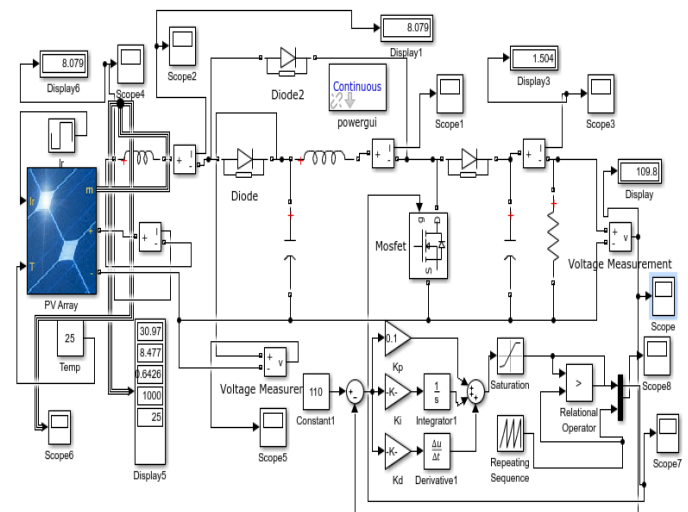 8.079
Display1
Scope2
8.079
Display6
Scope4
1.504
Display3
Diode2
Continuous
powergui
Scope1
Scope3
Ir
Diode
109.8
Display
m
Ir
+
T
-
PV Array
g
D
S
Mosfet
Voltage Measurement
Scope
25
Temp
30.97
8.477
0.6426
1000
25
Display5
Voltage Measurer
110
Constant1
0.1
Kp
-K-
Ki
1
s
Integrator1
-K-
Kd
Δu
Δt
Derivative1
Saturation
>
Relational
Operator
Repeating
Sequence
Scope8
Scope7
Scope6
Scope5